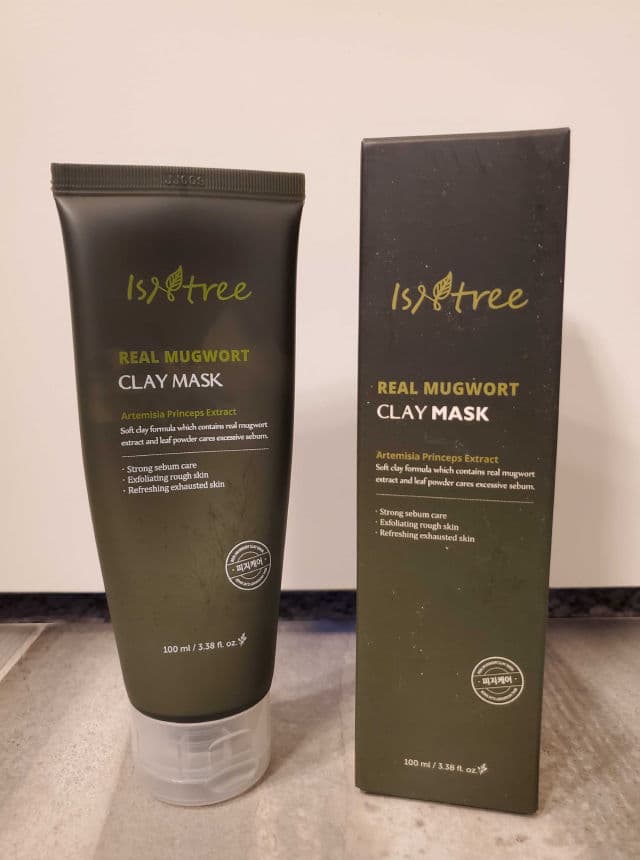 Isntree
REAL MUGWORT
CLAY MASK
Artemisia Princeps Extract
Soft clay formula which contains real mugwort
extract and leaf powder cares excessive sebum.
· Strong sebum care
· Exfoliating rough skin
· Refreshing exhausted skin
피지케어
100 ml / 3.38 fl. oz.
Isntree
REAL MUGWORT
CLAY MASK
Artemisia Princeps Extract
Soft clay formula which contains real mugwort
extract and leaf powder cares excessive sebum.
· Strong sebum care
· Exfoliating rough skin
· Refreshing exhausted skin
피지케어
100 ml / 3.38 fl. oz.